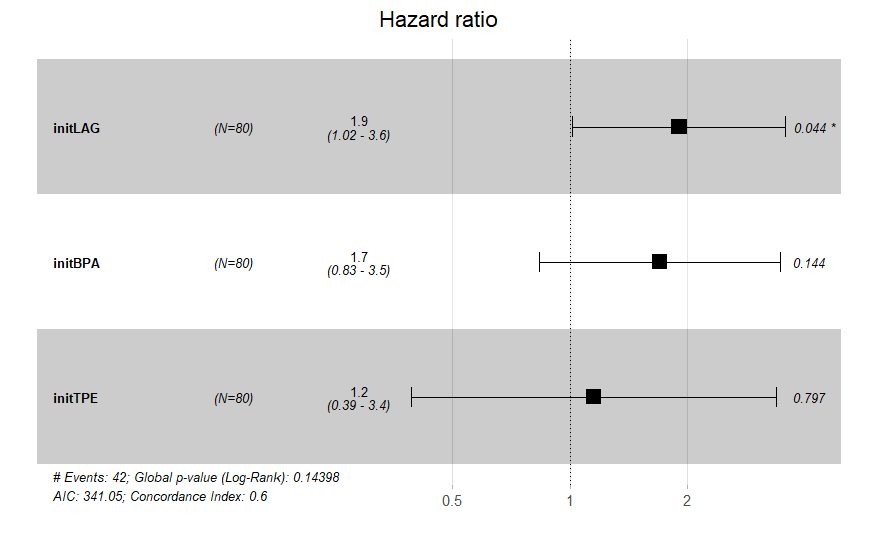 Hazard ratio
initLAG (N=80) 1.9 0.044 *
(1.02 - 3.6)
initBPA (N=80) 1.7 0.144
(0.83 - 3.5)
initTPE (N=80) 1.2 0.797
(0.39 - 3.4)
# Events: 42; Global p-value (Log-Rank): 0.14398
AIC: 341.05; Concordance Index: 0.6
0.5 1 2